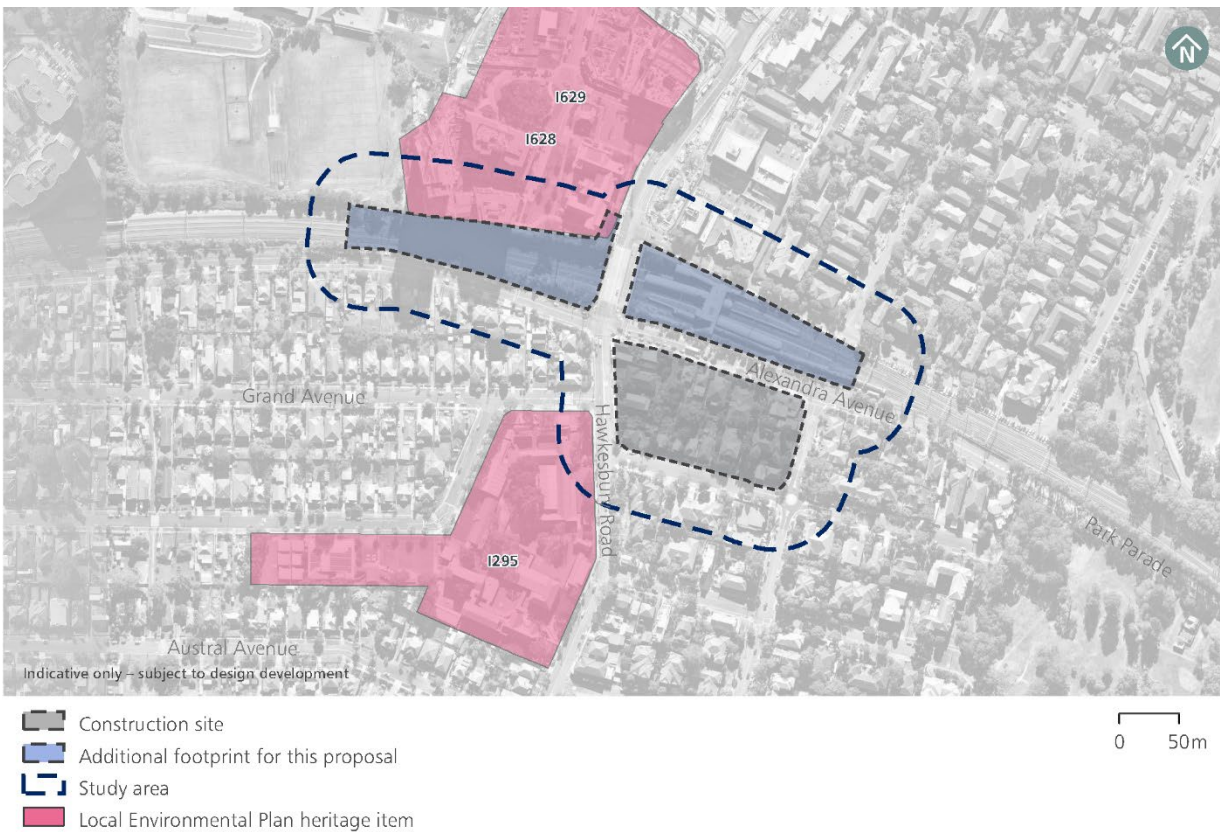 N
I629
I628
Grand Avenue
Alexandra Avenue
Hawkesbury Road
Park Parade
I295
Austral Avenue
Indicative only – subject to design development
Construction site
Additional footprint for this proposal
Study area
Local Environmental Plan heritage item
0 50m